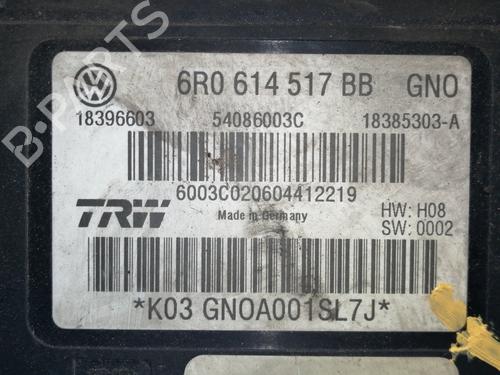 B-PARTS
6R0 614 517 BB GNO
18396603 54086003C 18385303-A
6003C020604412219
TRW
Made in Germany
HW: H08
SW: 0002
*K03 GNOA001SL7J*